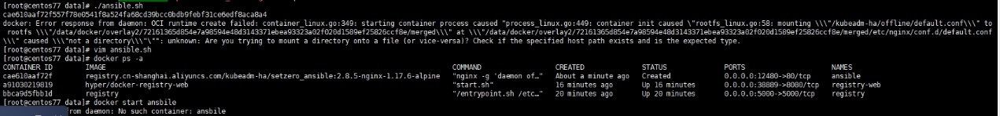 [root@centos77 data]# ./ansible.sh
cae610aaf72f557f78e0541f8a524fa68cd39bcc0bdb9febf31ce6edf8aca8a4
docker: Error response from daemon: OCI runtime create failed: container_linux.go:349: starting container process caused "process_linux.go:449: container init caused \"rootfs_linux.go:58: mounting \\\"/kubeadm-ha/offline/default.conf\\\" to
rootfs \\\"/data/docker/overlay2/72161365d854e7a98594e48d3143371ebea93323a02f020d1589ef25826ccf8e/merged\\\" at \\\"/data/docker/overlay2/72161365d854e7a98594e48d3143371ebea93323a02f020d1589ef25826ccf8e/merged/etc/nginx/conf.d/default.conf
\\\" caused \\\"not a directory\\\"\"": unknown: Are you trying to mount a directory onto a file (or vice-versa)? Check if the specified host path exists and is the expected type.
[root@centos77 data]# vim ansible.sh
[root@centos77 data]# docker ps -a
CONTAINER ID IMAGE COMMAND CREATED STATUS PORTS NAMES
cae610aaf72f registry.cn-shanghai.aliyuncs.com/kubeadm-ha/setzero_ansible:2.8.5-nginx-1.17.6-alpine "nginx -g 'daemon of…" About a minute ago Created 0.0.0.0:12480->80/tcp ansible
a91030219819 hyper/docker-registry-web "start.sh" 16 minutes ago Up 16 minutes 0.0.0.0:38889->8080/tcp registry-web
bbca9d5fbb1d registry "/entrypoint.sh /etc…" 20 minutes ago Up 20 minutes 0.0.0.0:5000->5000/tcp registry
[root@centos77 data]# docker start ansbile
from daemon: No such container: ansbile